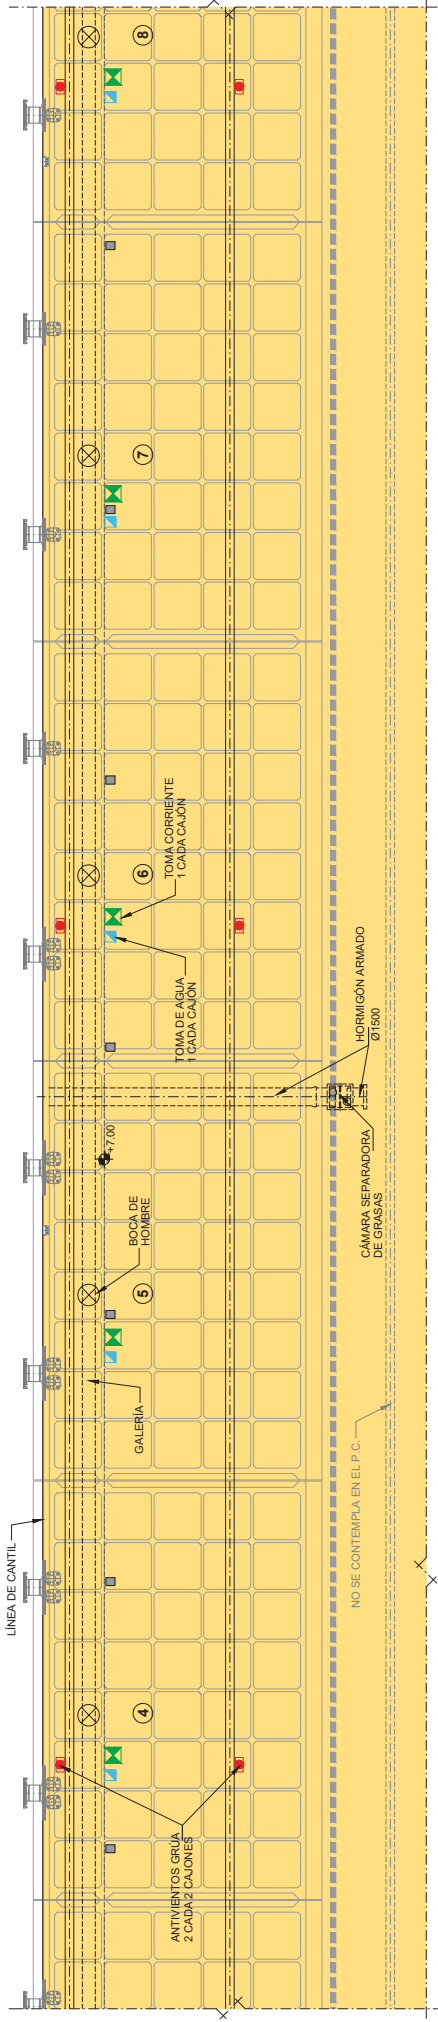 LÍNEA DE CANTIL
ANTIVIENTOS GRÚA
2 CADA 2 CAJONES
4
GALERÍA
BOCA DE
HOMBRE
5
+7.00
TOMA DE AGUA
1 CADA CAJÓN
TOMA CORRIENTE
1 CADA CAJÓN
6
7
8
NO SE CONTEMPLA EN EL P.C.
CÁMARA SEPARADORA
DE GRASAS
HORMIGÓN ARMADO
Ø1500